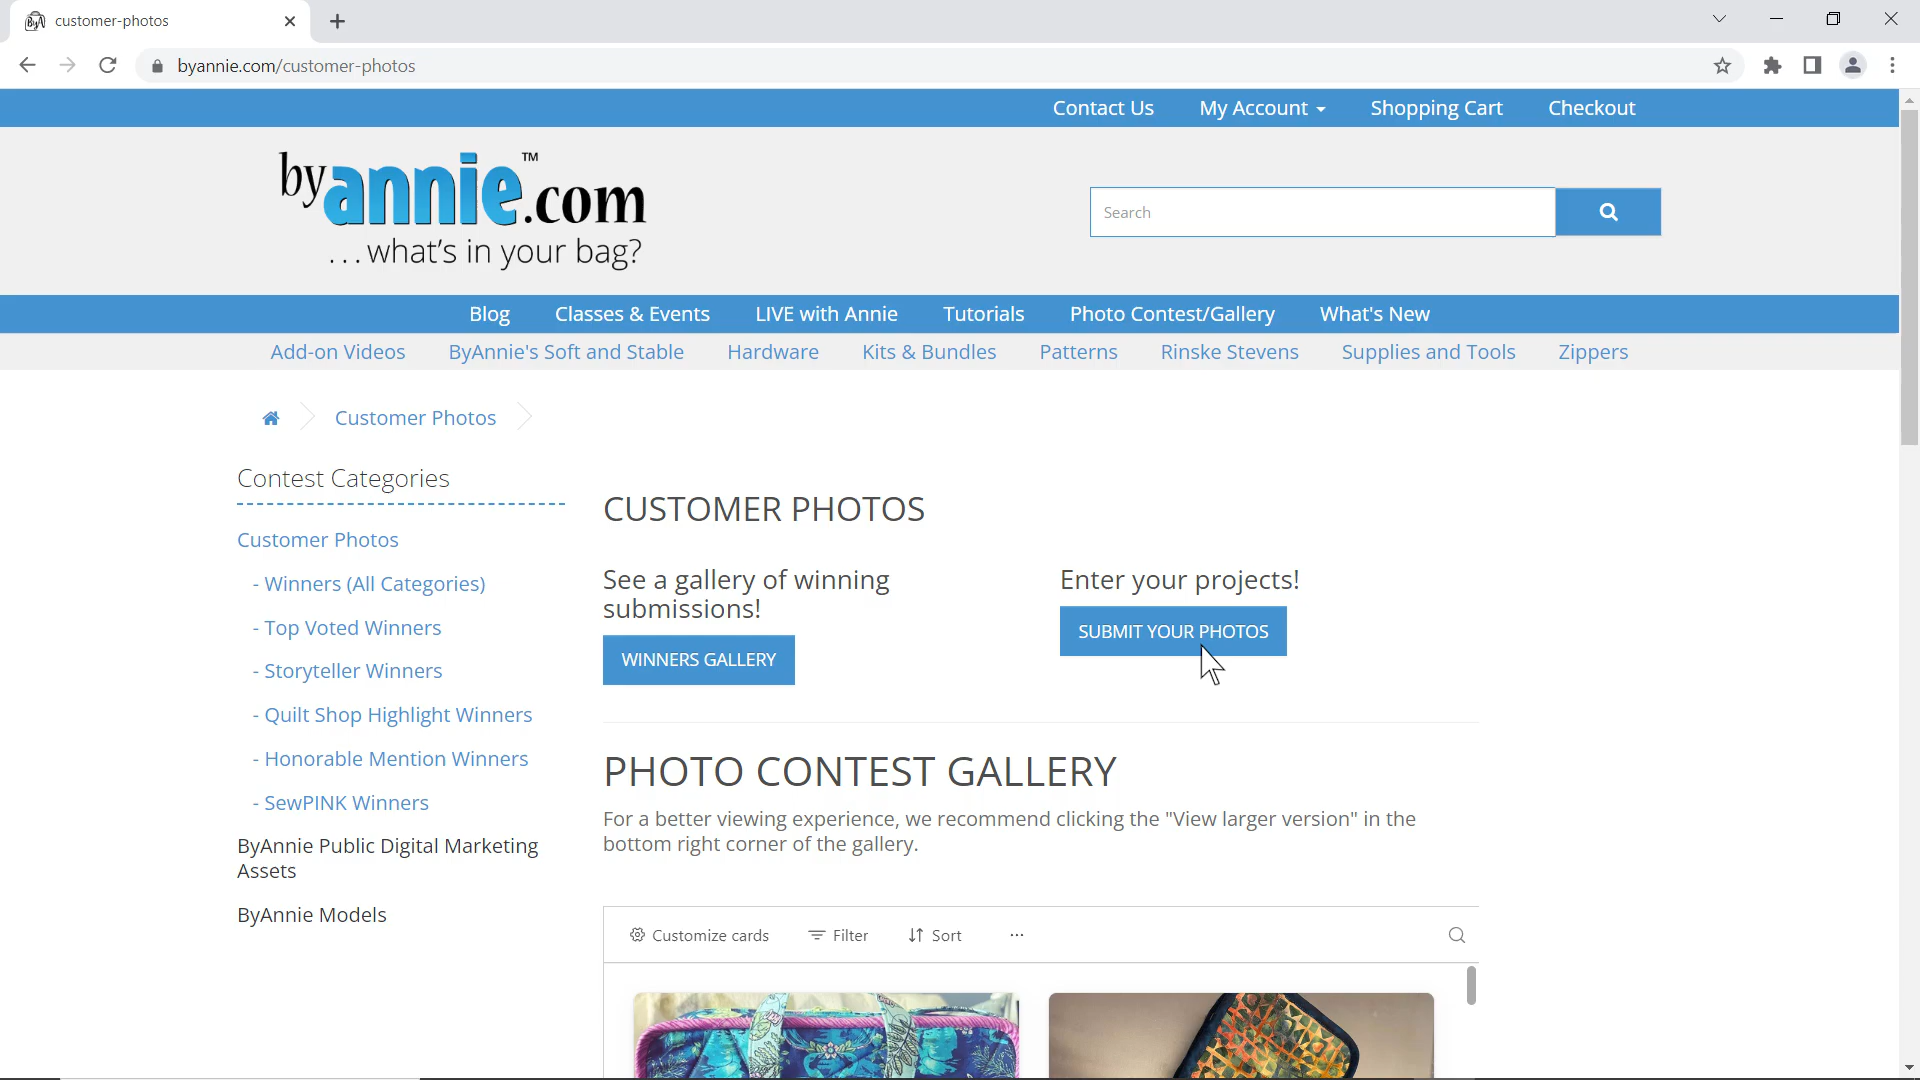 customer-photos
byannie.com/customer-photos
Contact Us My Account Shopping Cart Checkout
byannie.com™
...what's in your bag?
Search
Blog Classes & Events LIVE with Annie Tutorials Photo Contest/Gallery What's New
Add-on Videos ByAnnie's Soft and Stable Hardware Kits & Bundles Patterns Rinske Stevens Supplies and Tools Zippers
Customer Photos
Contest Categories
Customer Photos
- Winners (All Categories)
- Top Voted Winners
- Storyteller Winners
- Quilt Shop Highlight Winners
- Honorable Mention Winners
- SewPINK Winners
ByAnnie Public Digital Marketing
Assets
ByAnnie Models
CUSTOMER PHOTOS
See a gallery of winning
submissions!
WINNERS GALLERY
Enter your projects!
SUBMIT YOUR PHOTOS
PHOTO CONTEST GALLERY
For a better viewing experience, we recommend clicking the "View larger version" in the
bottom right corner of the gallery.
Customize cards Filter Sort ...